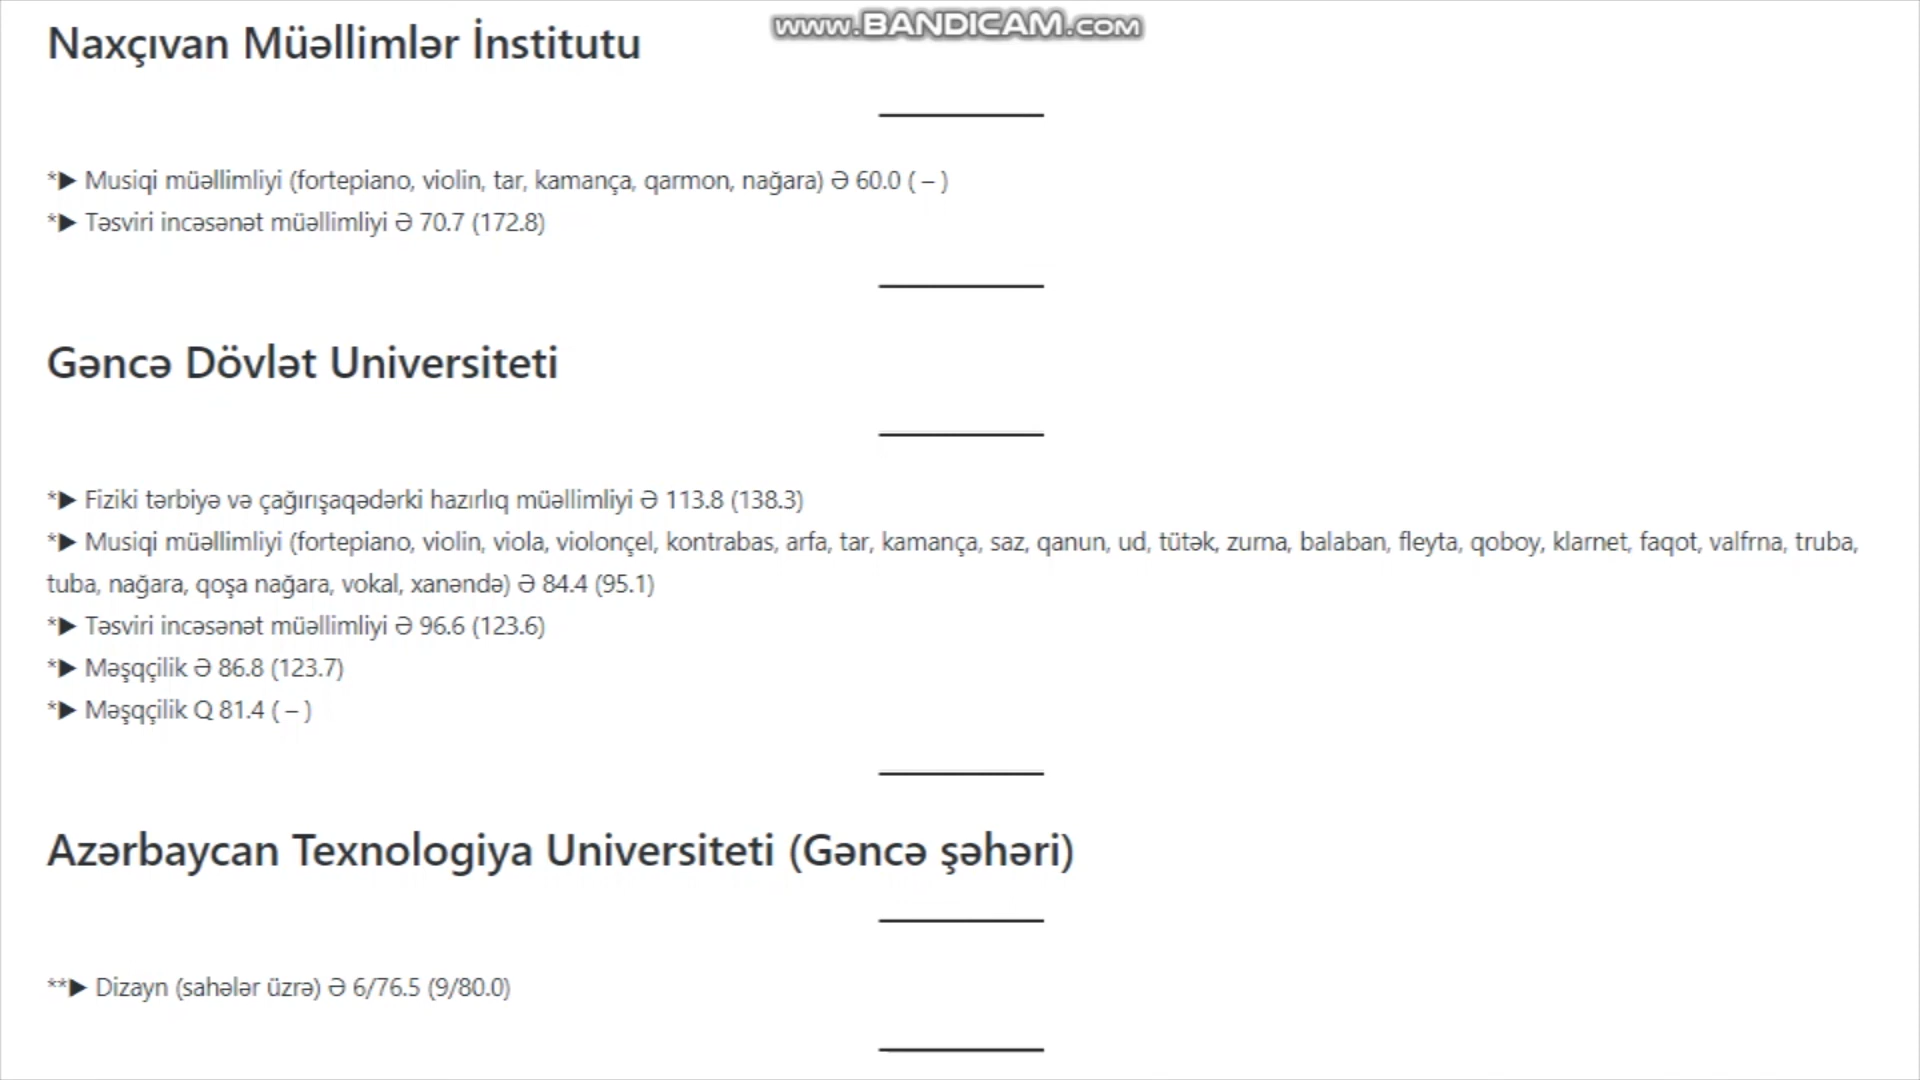 www.BANDICAM.com
Naxçıvan Müəllimlər İnstitutu
*▶ Musiqi müəllimliyi (fortepiano, violin, tar, kamança, qarmon, nağara) Ə 60.0 ( – )
*▶ Təsviri incəsənət müəllimliyi Ə 70.7 (172.8)
Gəncə Dövlət Universiteti
*▶ Fiziki tərbiyə və çağırışaqədərki hazırlıq müəllimliyi Ə 113.8 (138.3)
*▶ Musiqi müəllimliyi (fortepiano, violin, viola, violonçel, kontrabas, arfa, tar, kamança, saz, qanun, ud, tütək, zurna, balaban, fleyta, qoboy, klarnet, faqot, valfrna, truba,
tuba, nağara, qoşa nağara, vokal, xanəndə) Ə 84.4 (95.1)
*▶ Təsviri incəsənət müəllimliyi Ə 96.6 (123.6)
*▶ Məşqçilik Ə 86.8 (123.7)
*▶ Məşqçilik Q 81.4 ( – )
Azərbaycan Texnologiya Universiteti (Gəncə şəhəri)
**▶ Dizayn (sahələr üzrə) Ə 6/76.5 (9/80.0)